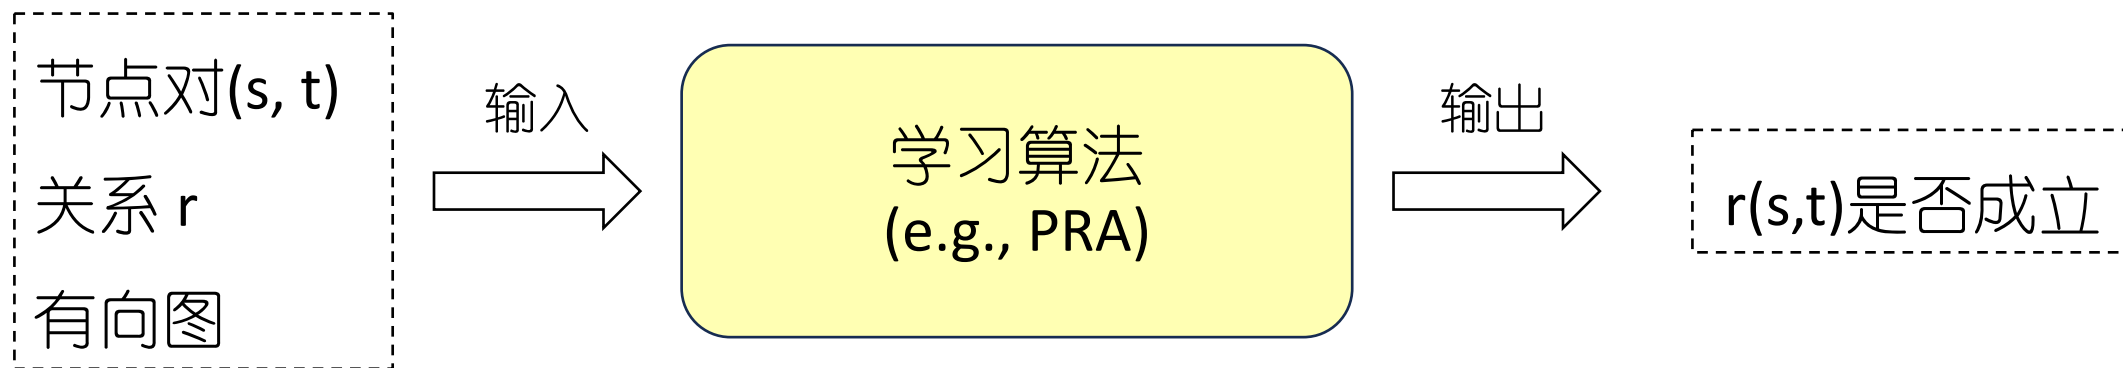 节点对(s, t)
关系 r
有向图
输入
学习算法
(e.g., PRA)
输出
r(s,t)是否成立